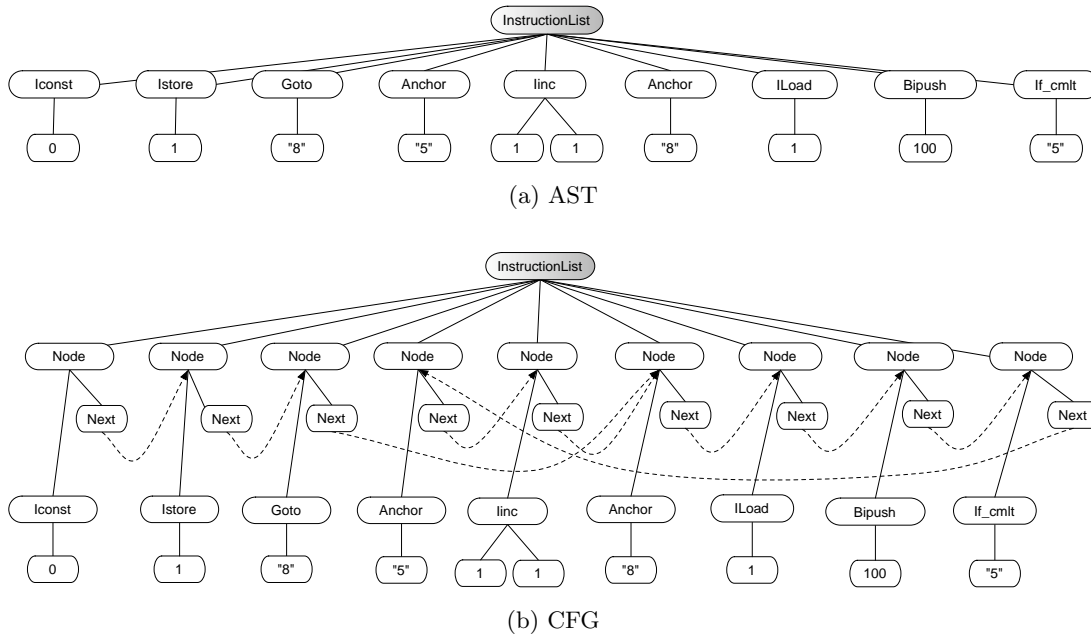 InstructionList
Iconst Istore Goto Anchor Iinc Anchor ILoad Bipush If_cmlt
0 1 "8" "5" 1 1 "8" 1 100 "5"
(a) AST
InstructionList
Node Node Node Node Node Node Node Node Node
Next Next Next Next Next Next Next Next Next
Iconst Istore Goto Anchor Iinc Anchor ILoad Bipush If_cmlt
0 1 "8" "5" 1 1 "8" 1 100 "5"
(b) CFG